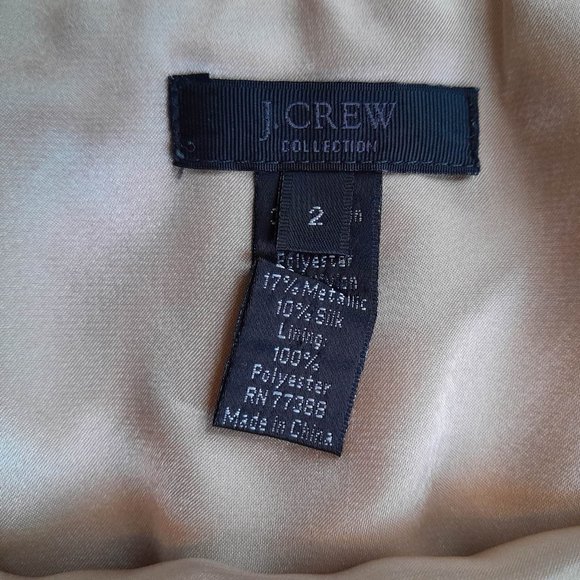 J.CREW
COLLECTION
2
Polyester
17% Metallic
10% Silk
Lining:
100%
Polyester
RN 77388
Made in China